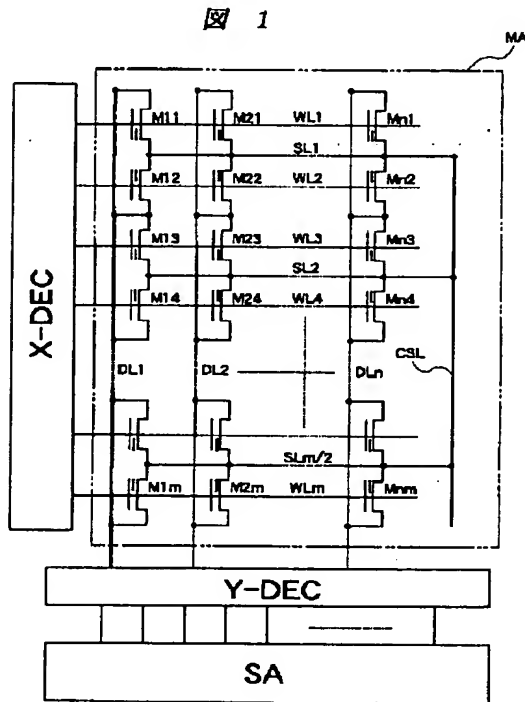 図 1
MA
M11 M21 WL1 Mn1
SL1
M12 M22 WL2 Mn2
M13 M23 WL3 Mn3
SL2
M14 M24 WL4 Mn4
X-DEC
DL1 DL2 DLn CSL
SLm/2
M1m M2m WLm Mnm
Y-DEC
SA